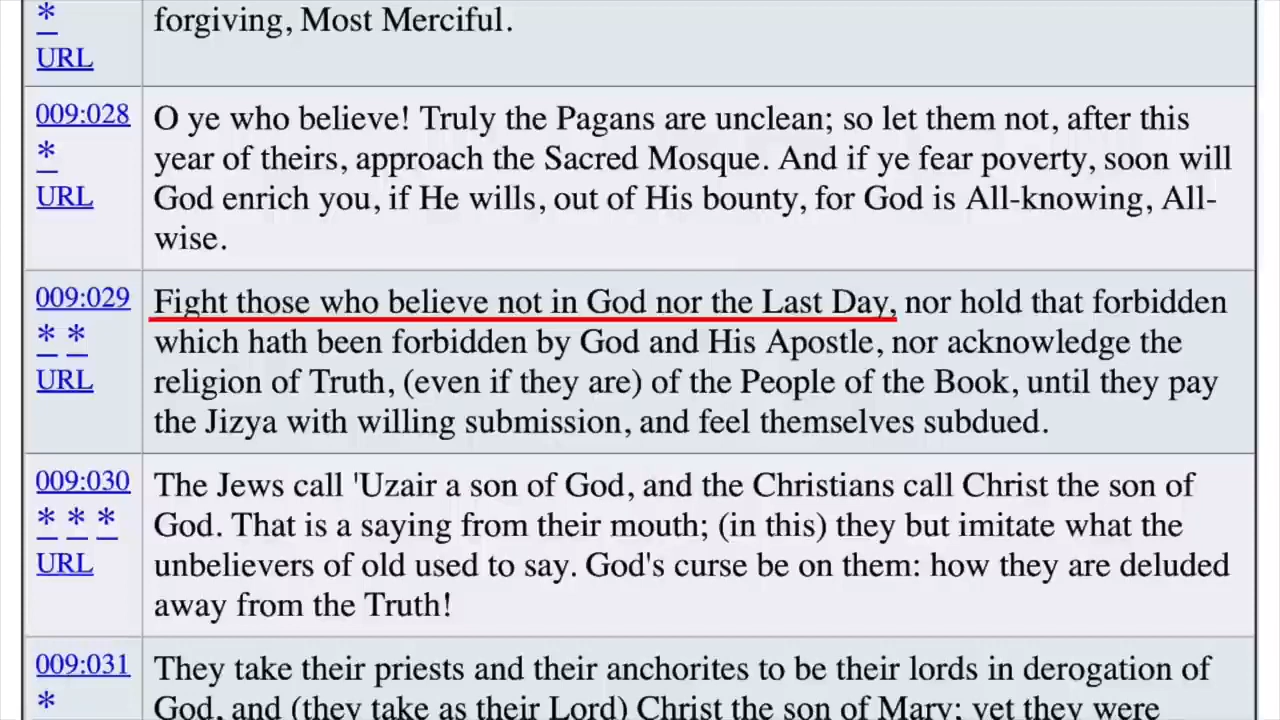 *
URL
forgiving, Most Merciful.
009:028
*
URL
O ye who believe! Truly the Pagans are unclean; so let them not, after this
year of theirs, approach the Sacred Mosque. And if ye fear poverty, soon will
God enrich you, if He wills, out of His bounty, for God is All-knowing, All-
wise.
009:029
* *
URL
Fight those who believe not in God nor the Last Day, nor hold that forbidden
which hath been forbidden by God and His Apostle, nor acknowledge the
religion of Truth, (even if they are) of the People of the Book, until they pay
the Jizya with willing submission, and feel themselves subdued.
009:030
* * *
URL
The Jews call 'Uzair a son of God, and the Christians call Christ the son of
God. That is a saying from their mouth; (in this) they but imitate what the
unbelievers of old used to say. God's curse be on them: how they are deluded
away from the Truth!
009:031
*
They take their priests and their anchorites to be their lords in derogation of
God, and (they take as their Lord) Christ the son of Mary; yet they were